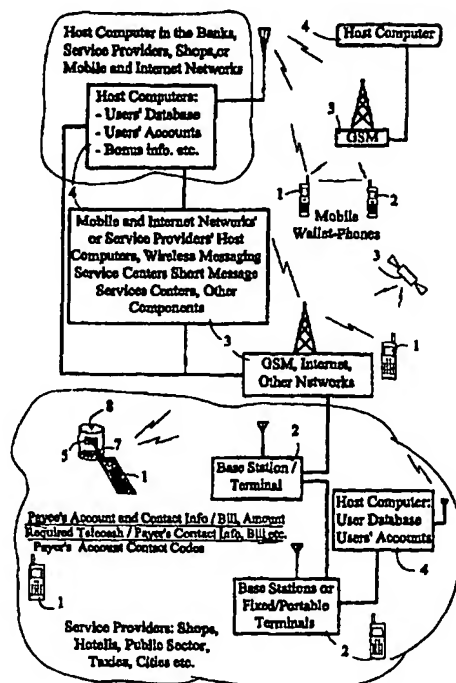 Host Computer in the Banks,
Service Providers, Shops,or
Mobile and Internet Networks
Host Computers:
- Users' Database
- Users' Accounts
- Bonus info. etc.
4
4
Host Computer
3
GSM
1
2
Mobile
Wallet-Phones
Mobile and Internet Networks'
or Service Providers' Host
Computers, Wireless Messaging
Service Centers Short Message
Services Centers, Other
Components
3
3
1
GSM, Internet,
Other Networks
8
5
7
1
2
Base Station /
Terminal
Host Computer:
User Database
Users' Accounts
4
Payee's Account and Contact Info / Bill, Amount
Required Telecash / Payer's Contact Info, Bill, etc.
Payer's Account Contact Codes
1
Base Stations or
Fixed/Portable
Terminals
2
Service Providers: Shops,
Hotells, Public Sector,
Taxies, Cities etc.